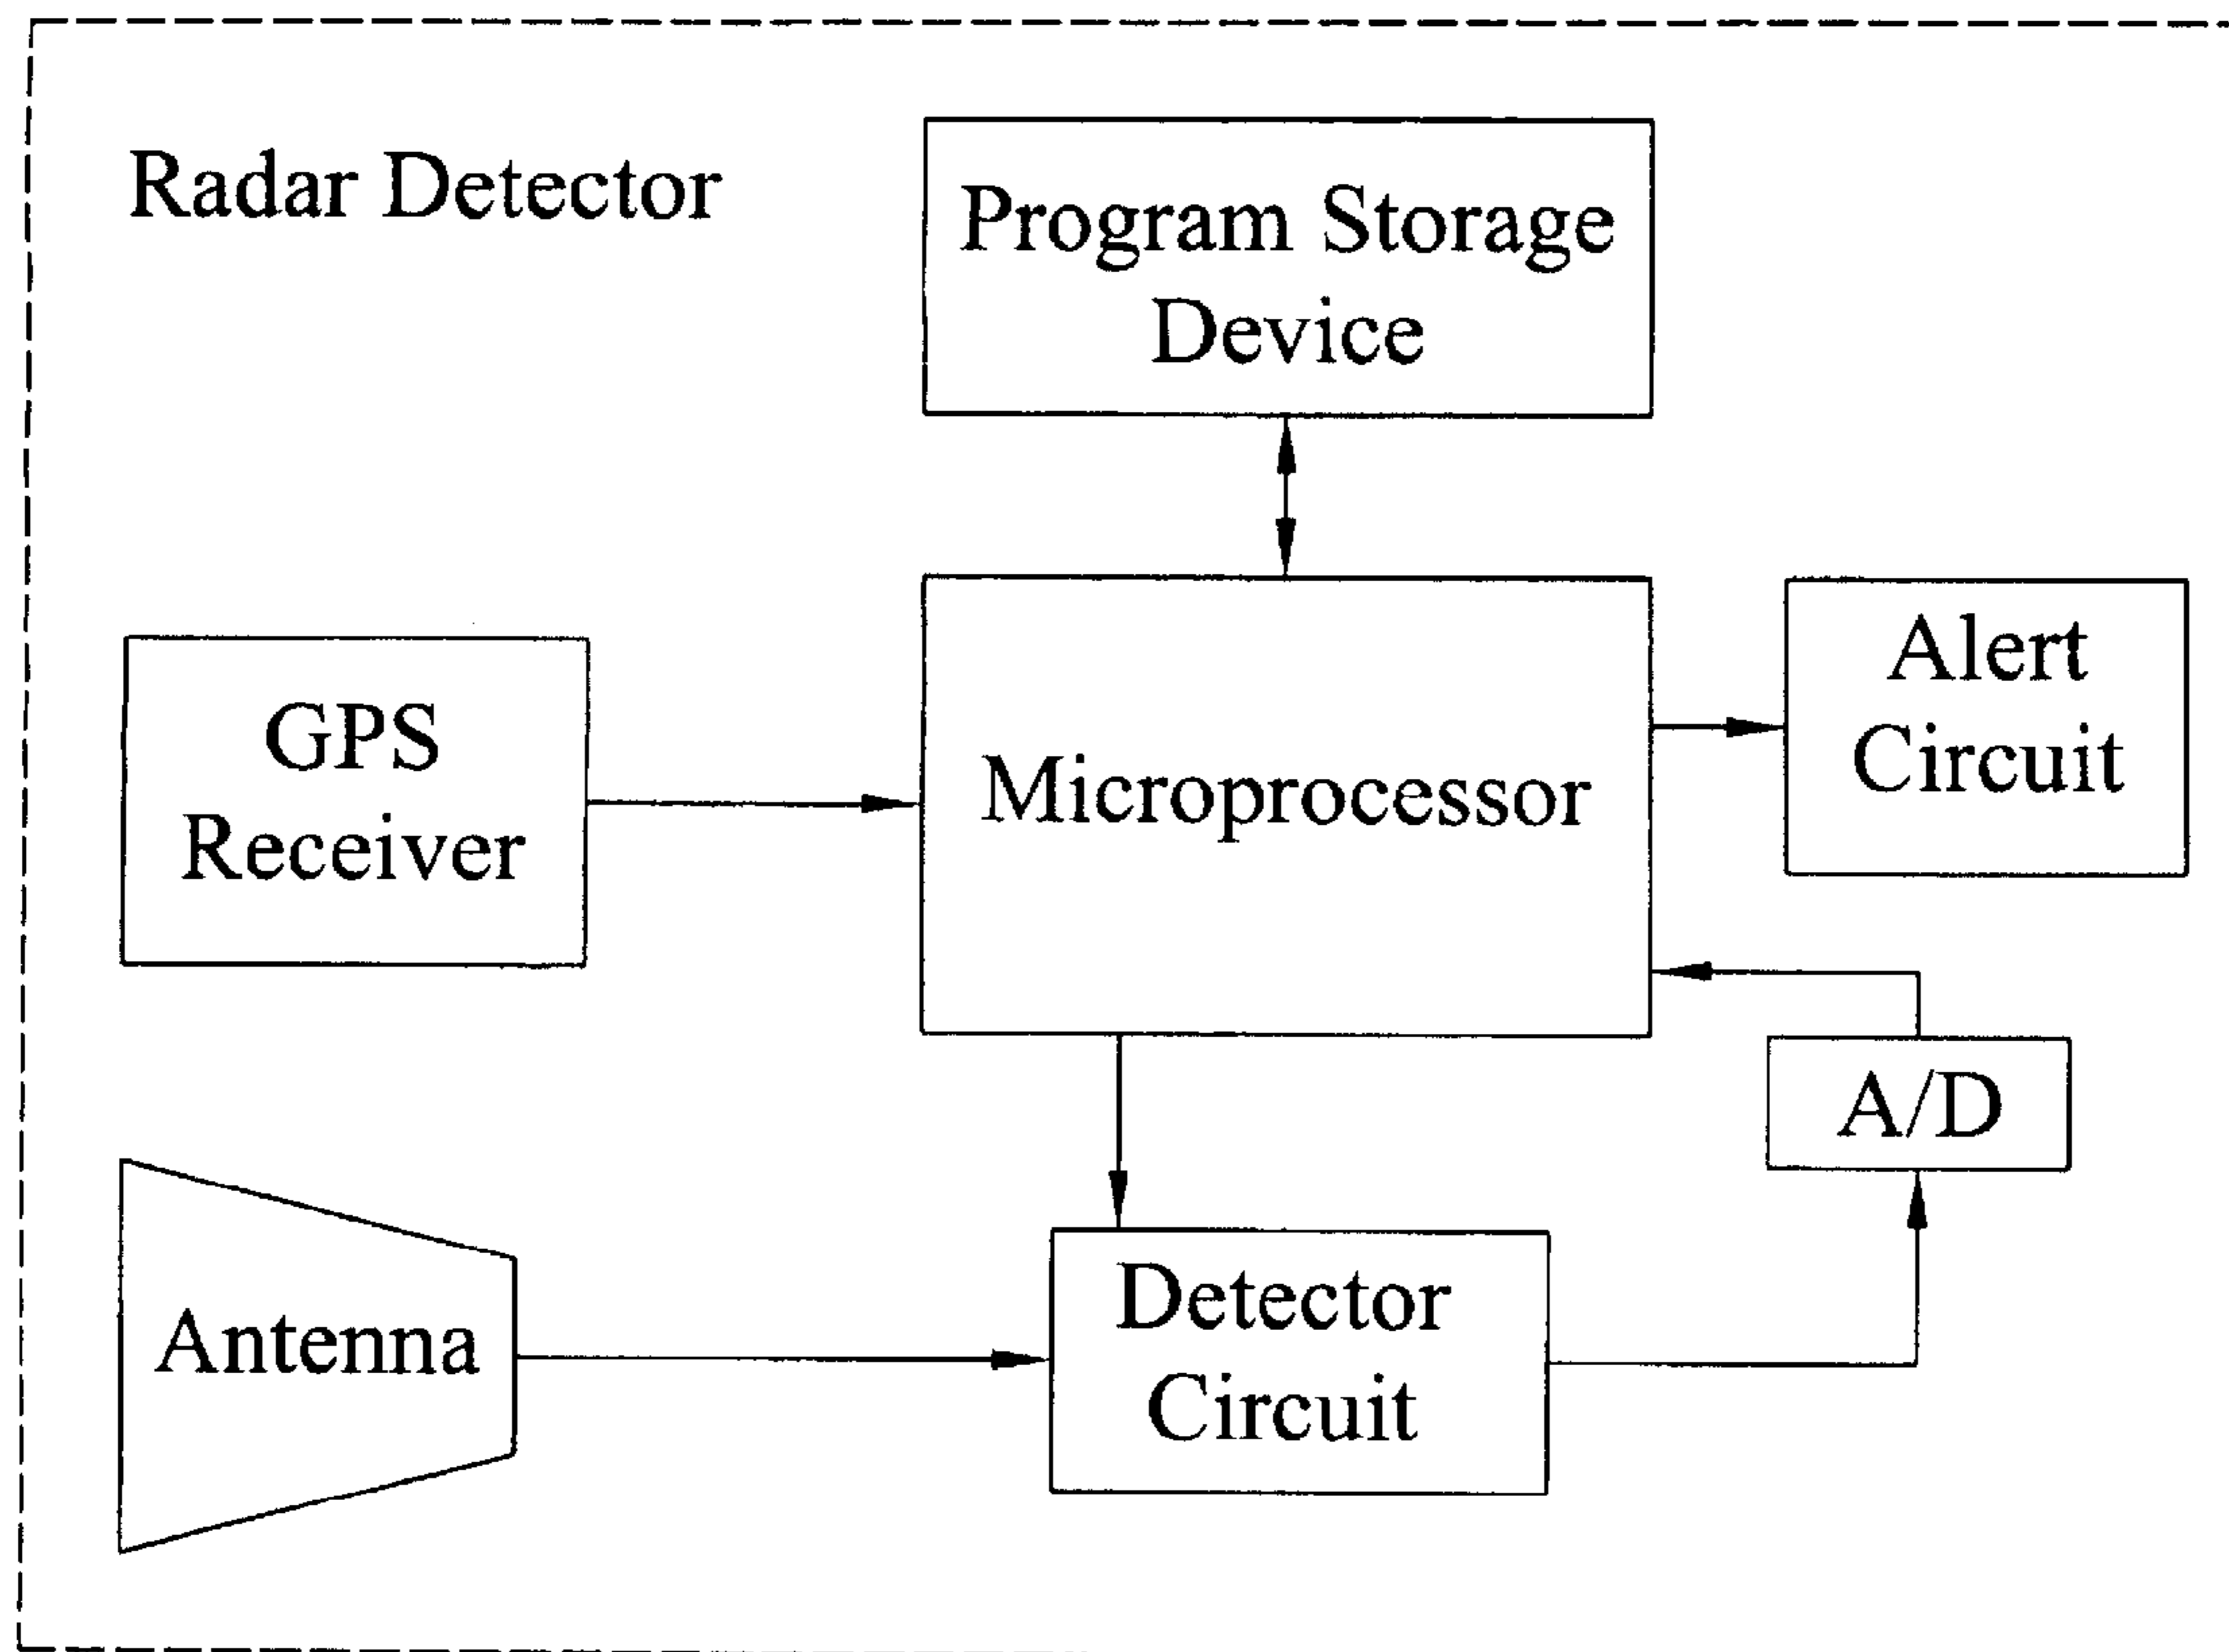 Radar Detector
Program Storage
Device
GPS
Receiver
Microprocessor
Alert
Circuit
A/D
Antenna
Detector
Circuit